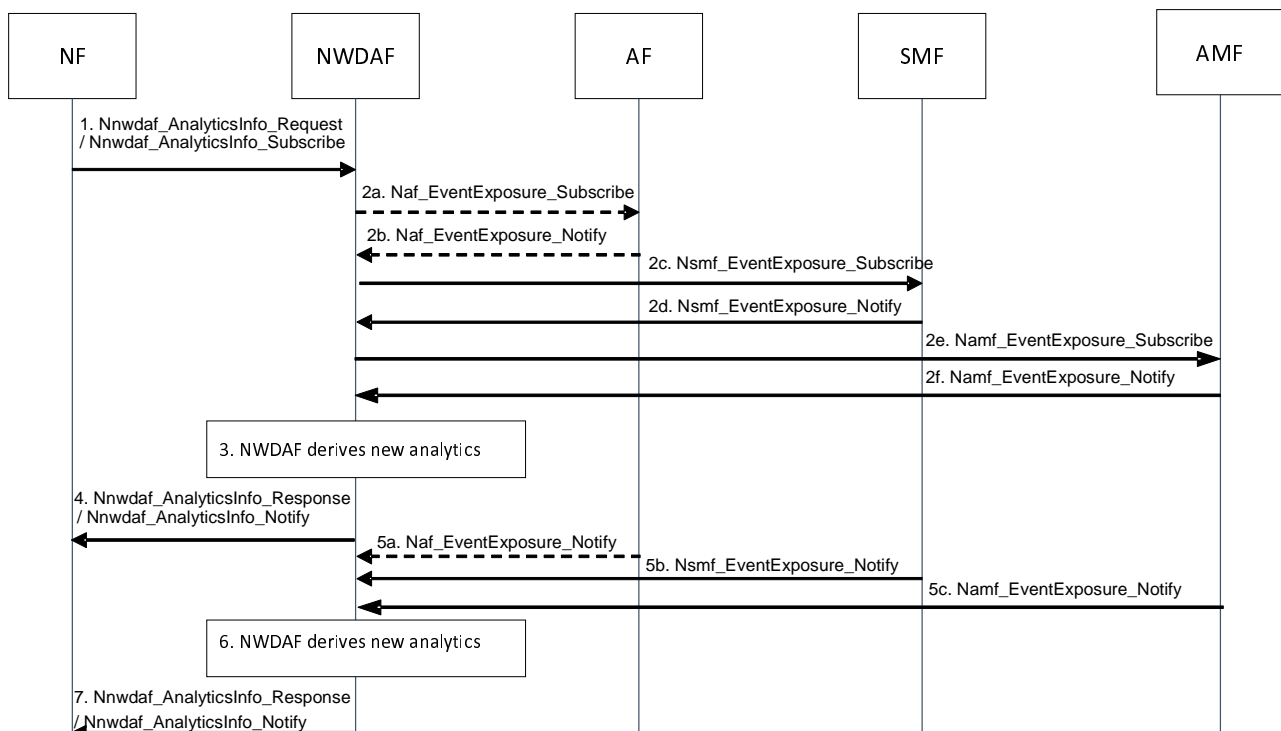 NF
NWDAF
AF
SMF
AMF
1. Nnwdaf_AnalyticsInfo_Request
/ Nnwdaf_AnalyticsInfo_Subscribe
2a. Naf_EventExposure_Subscribe
2b. Naf_EventExposure_Notify
2c. Nsmf_EventExposure_Subscribe
2d. Nsmf_EventExposure_Notify
2e. Namf_EventExposure_Subscribe
2f. Namf_EventExposure_Notify
3. NWDAF derives new analytics
4. Nnwdaf_AnalyticsInfo_Response
/ Nnwdaf_AnalyticsInfo_Notify
5a. Naf_EventExposure_Notify
5b. Nsmf_EventExposure_Notify
5c. Namf_EventExposure_Notify
6. NWDAF derives new analytics
7. Nnwdaf_AnalyticsInfo_Response
/ Nnwdaf_AnalyticsInfo_Notify